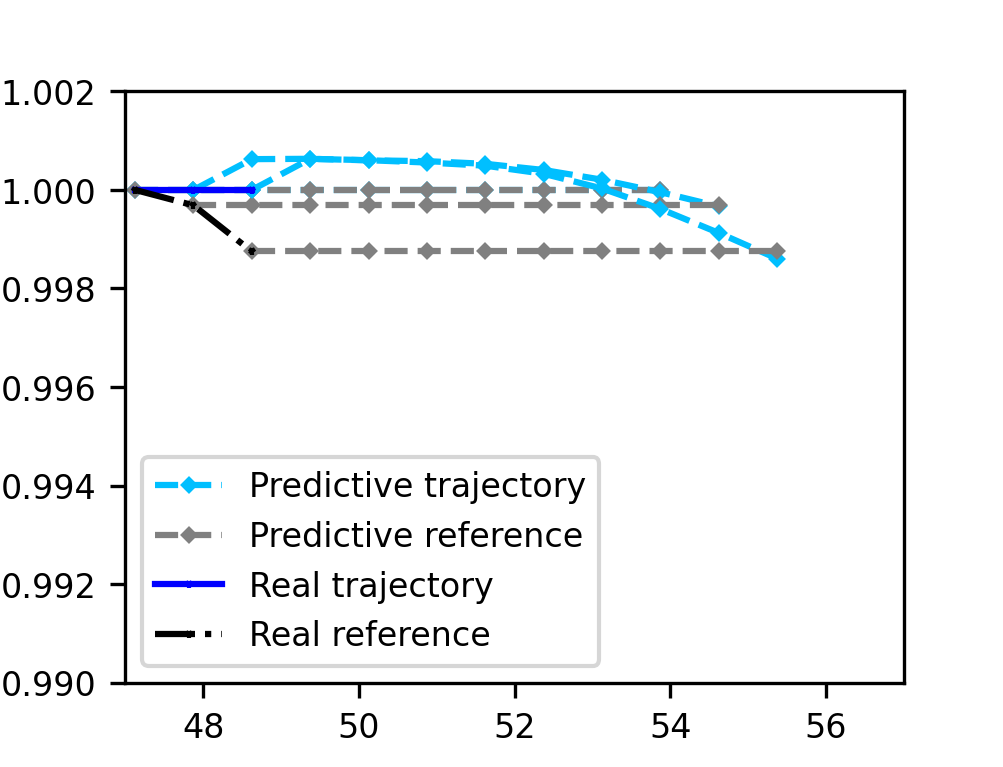 1.002
1.000
0.998
0.996
0.994
0.992
0.990
Predictive trajectory
Predictive reference
Real trajectory
Real reference
48 50 52 54 56